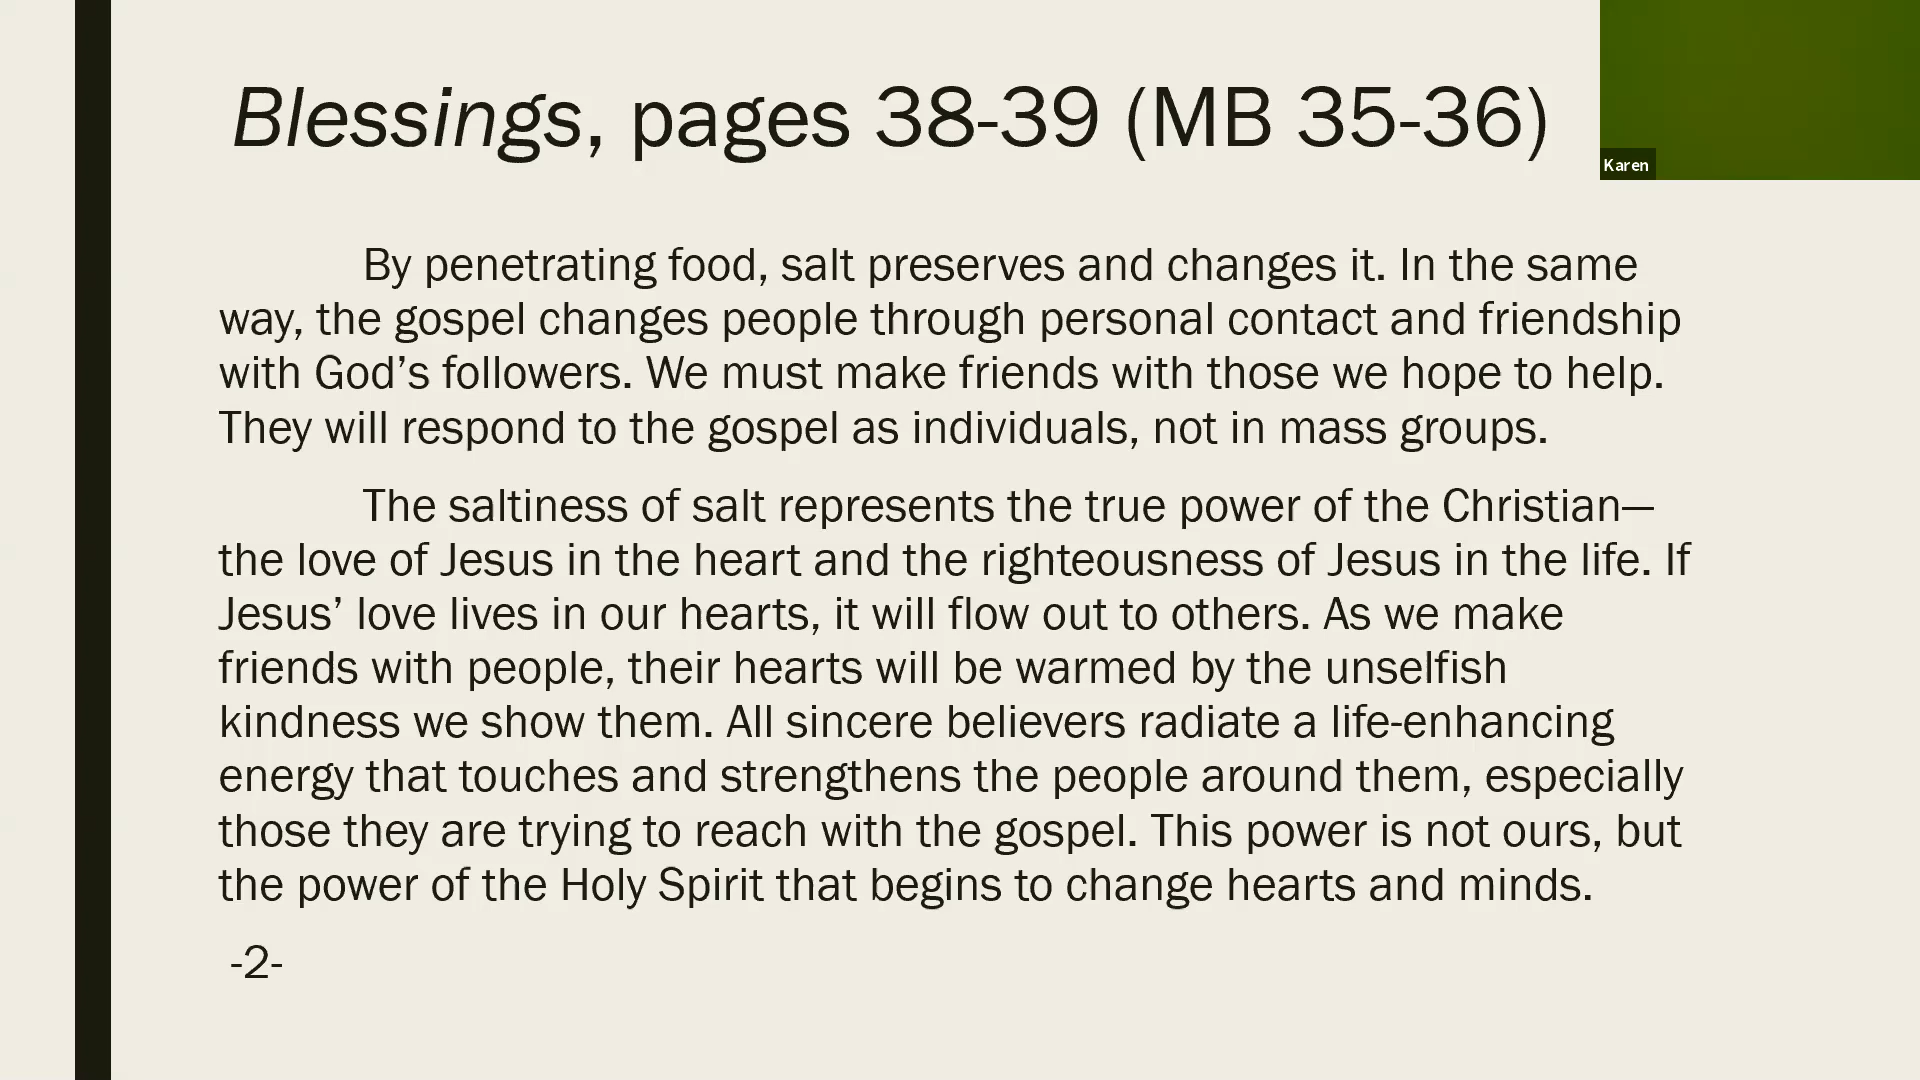 Blessings, pages 38-39 (MB 35-36)
Karen
By penetrating food, salt preserves and changes it. In the same
way, the gospel changes people through personal contact and friendship
with God’s followers. We must make friends with those we hope to help.
They will respond to the gospel as individuals, not in mass groups.
The saltiness of salt represents the true power of the Christian—
the love of Jesus in the heart and the righteousness of Jesus in the life. If
Jesus’ love lives in our hearts, it will flow out to others. As we make
friends with people, their hearts will be warmed by the unselfish
kindness we show them. All sincere believers radiate a life-enhancing
energy that touches and strengthens the people around them, especially
those they are trying to reach with the gospel. This power is not ours, but
the power of the Holy Spirit that begins to change hearts and minds.
-2-